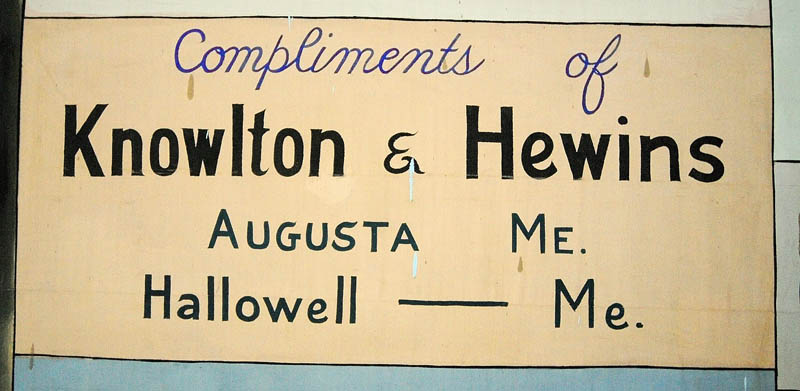 Compliments of
Knowlton & Hewins
AUGUSTA ME.
Hallowell — Me.